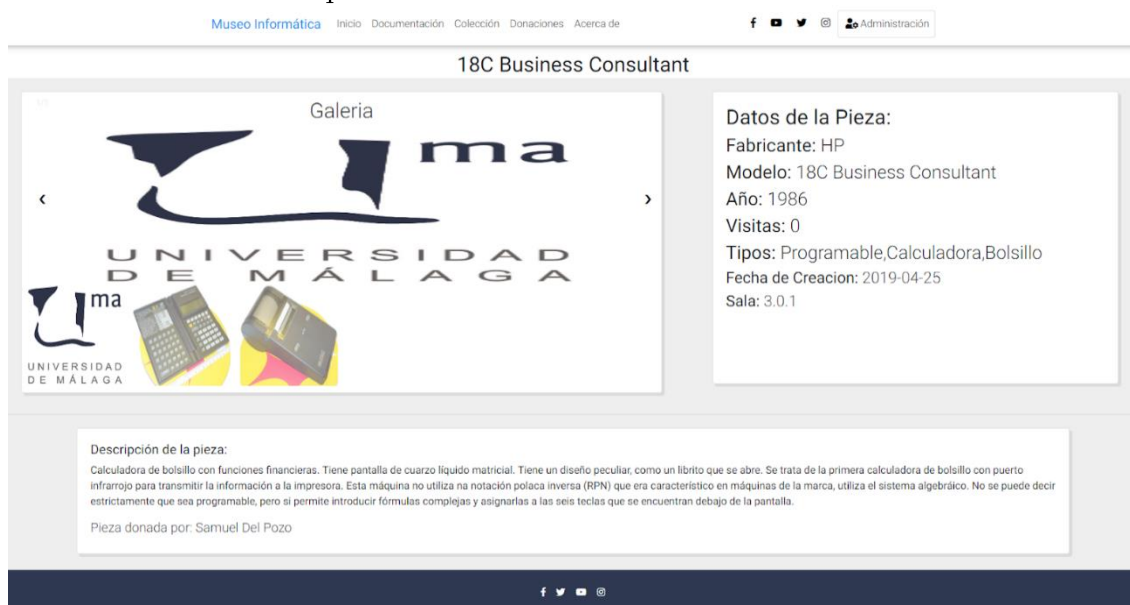 Museo Informática Inicio Documentación Colección Donaciones Acerca de Administración
18C Business Consultant
Galeria
uma
UNIVERSIDAD
DE MÁLAGA
uma
UNIVERSIDAD
DE MÁLAGA
Datos de la Pieza:
Fabricante: HP
Modelo: 18C Business Consultant
Año: 1986
Visitas: 0
Tipos: Programable,Calculadora,Bolsillo
Fecha de Creacion: 2019-04-25
Sala: 3.0.1
Descripción de la pieza:
Calculadora de bolsillo con funciones financieras. Tiene pantalla de cuarzo líquido matricial. Tiene un diseño peculiar, como un librito que se abre. Se trata de la primera calculadora de bolsillo con puerto
infrarrojo para transmitir la información a la impresora. Esta máquina no utiliza na notación polaca inversa (RPN) que era característico en máquinas de la marca, utiliza el sistema algebráico. No se puede decir
estrictamente que sea programable, pero si permite introducir fórmulas complejas y asignarlas a las seis teclas que se encuentran debajo de la pantalla.
Pieza donada por: Samuel Del Pozo